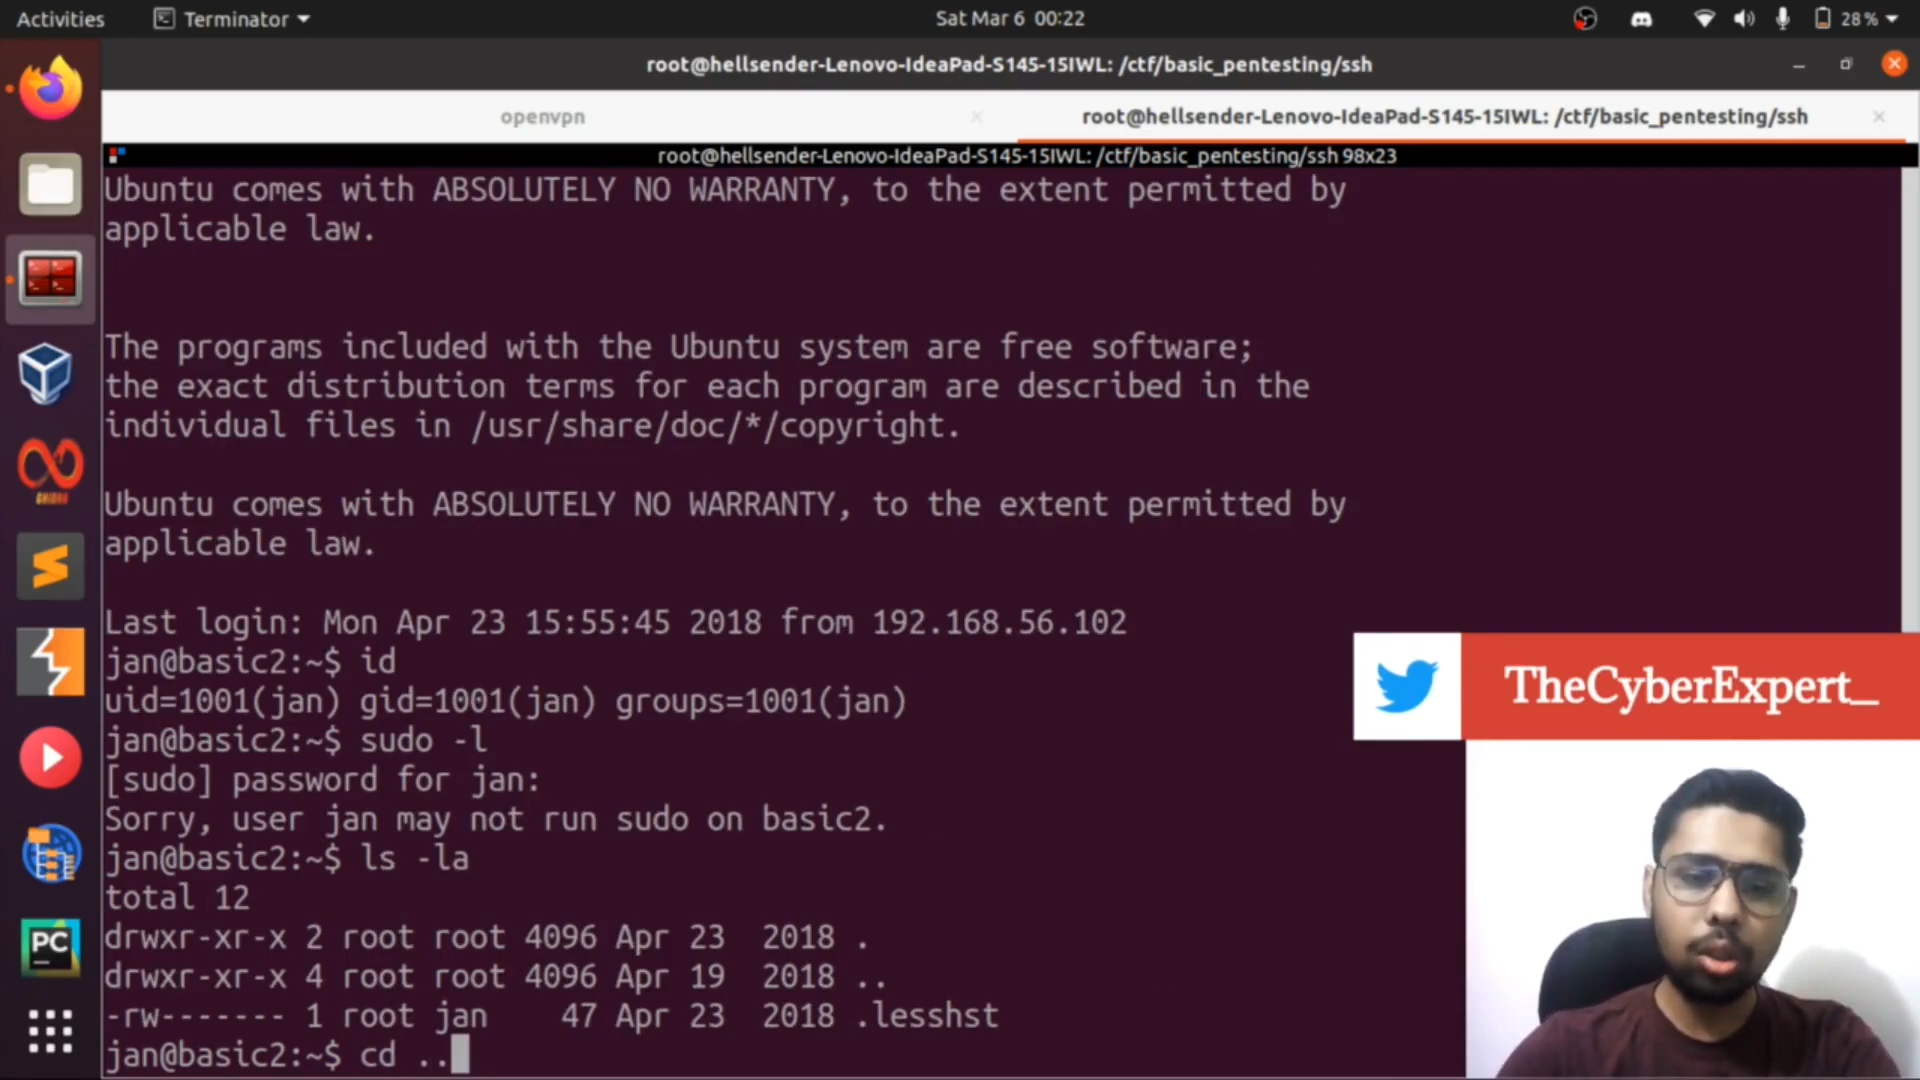 Activities
Terminator
Sat Mar 6 00:22
28%
root@hellsender-Lenovo-IdeaPad-S145-15IWL: /ctf/basic_pentesting/ssh
openvpn
root@hellsender-Lenovo-IdeaPad-S145-15IWL: /ctf/basic_pentesting/ssh
root@hellsender-Lenovo-IdeaPad-S145-15IWL: /ctf/basic_pentesting/ssh 98x23
Ubuntu comes with ABSOLUTELY NO WARRANTY, to the extent permitted by
applicable law.
The programs included with the Ubuntu system are free software;
the exact distribution terms for each program are described in the
individual files in /usr/share/doc/*/copyright.
Ubuntu comes with ABSOLUTELY NO WARRANTY, to the extent permitted by
applicable law.
Last login: Mon Apr 23 15:55:45 2018 from 192.168.56.102
jan@basic2:~$ id
uid=1001(jan) gid=1001(jan) groups=1001(jan)
jan@basic2:~$ sudo -l
[sudo] password for jan:
Sorry, user jan may not run sudo on basic2.
jan@basic2:~$ ls -la
total 12
drwxr-xr-x 2 root root 4096 Apr 23  2018 .
drwxr-xr-x 4 root root 4096 Apr 19  2018 ..
-rw------- 1 root jan    47 Apr 23  2018 .lesshst
jan@basic2:~$ cd ..
TheCyberExpert_
GHIDRA
PC